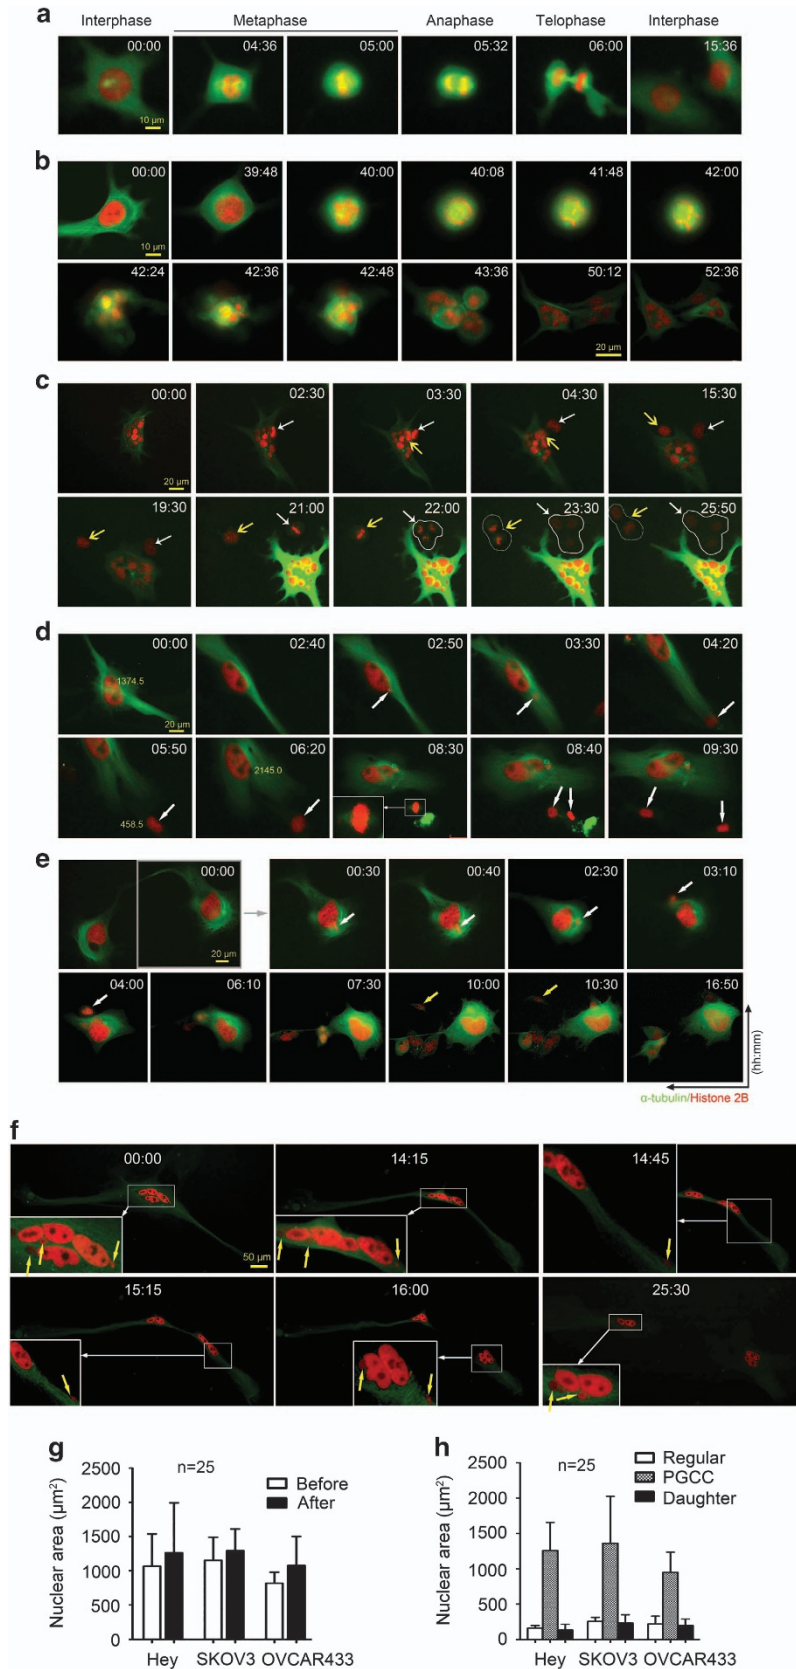 a
Interphase Metaphase Anaphase Telophase Interphase
00:00 04:36 05:00 05:32 06:00 15:36
10 µm
b
00:00 39:48 40:00 40:08 41:48 42:00
10 µm
42:24 42:36 42:48 43:36 50:12 52:36
20 µm
c
00:00 02:30 03:30 04:30 15:30
20 µm
19:30 21:00 22:00 23:30 25:50
d
00:00 02:40 02:50 03:30 04:20
1374.5
20 µm
05:50 06:20 08:30 08:40 09:30
2145.0
458.5
e
00:00 00:30 00:40 02:30 03:10
20 µm
04:00 06:10 07:30 10:00 10:30 16:50
(hh:mm)
α-tubulin/Histone 2B
f
00:00 14:15 14:45
50 µm
15:15 16:00 25:30
g
n=25
Before
After
Nuclear area (µm²)
2500
2000
1500
1000
500
0
Hey SKOV3 OVCAR433
h
n=25
Regular
PGCC
Daughter
Nuclear area (µm²)
2500
2000
1500
1000
500
0
Hey SKOV3 OVCAR433